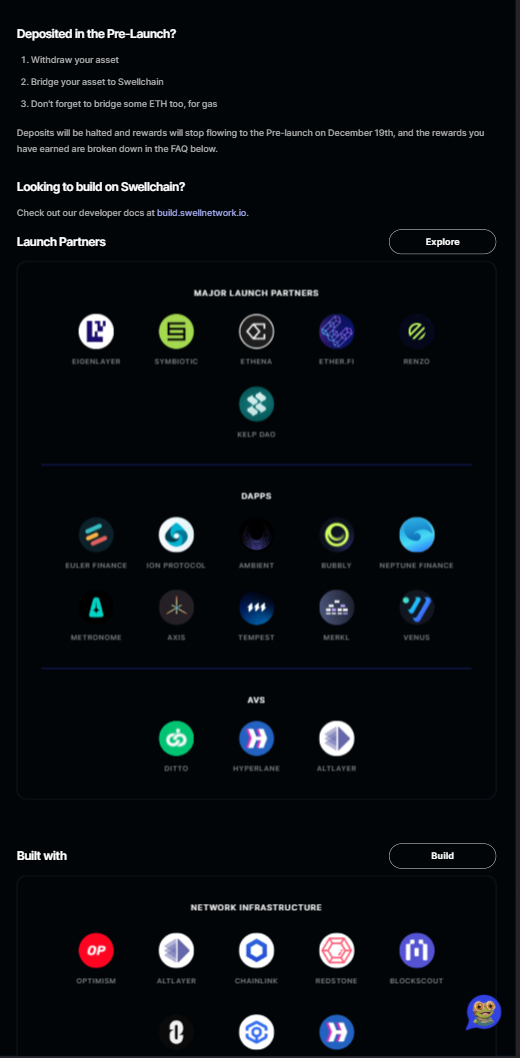 Deposited in the Pre-Launch?
1. Withdraw your asset
2. Bridge your asset to Swellchain
3. Don't forget to bridge some ETH too, for gas
Deposits will be halted and rewards will stop flowing to the Pre-launch on December 19th, and the rewards you
have earned are broken down in the FAQ below.
Looking to build on Swellchain?
Check out our developer docs at build.swellnetwork.io.
Launch Partners
Explore
MAJOR LAUNCH PARTNERS
EIGENLAYER SYMBIOTIC ETHENA ETHER.FI RENZO
KELP DAO
DAPPS
EULER FINANCE ION PROTOCOL AMBIENT BUBBLY NEPTUNE FINANCE
METRONOME AXIS TEMPEST MERKL VENUS
AVS
DITTO HYPERLANE ALTLAYER
Built with
Build
NETWORK INFRASTRUCTURE
OP
OPTIMISM ALTLAYER CHAINLINK REDSTONE BLOCKSCOUT